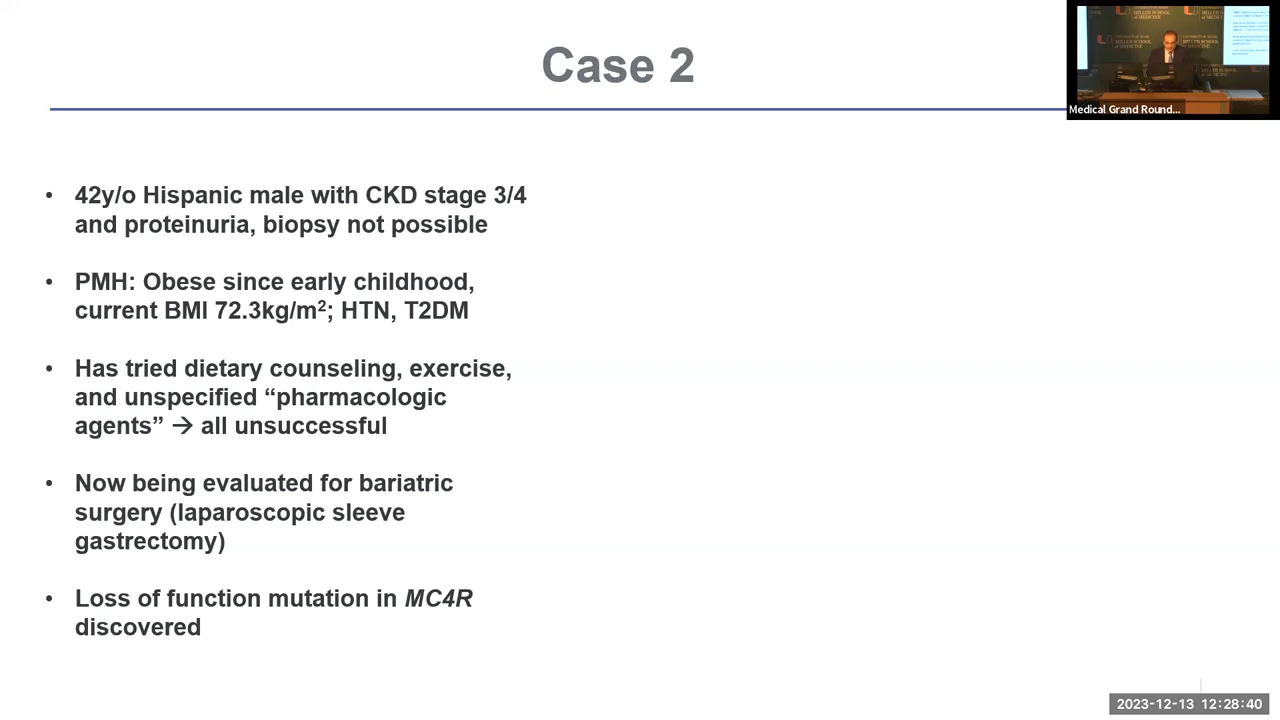 Case 2
Medical Grand Round...
• 42y/o Hispanic male with CKD stage 3/4
and proteinuria, biopsy not possible
• PMH: Obese since early childhood,
current BMI 72.3kg/m²; HTN, T2DM
• Has tried dietary counseling, exercise,
and unspecified “pharmacologic
agents” → all unsuccessful
• Now being evaluated for bariatric
surgery (laparoscopic sleeve
gastrectomy)
• Loss of function mutation in MC4R
discovered
2023-12-13 12:28:40